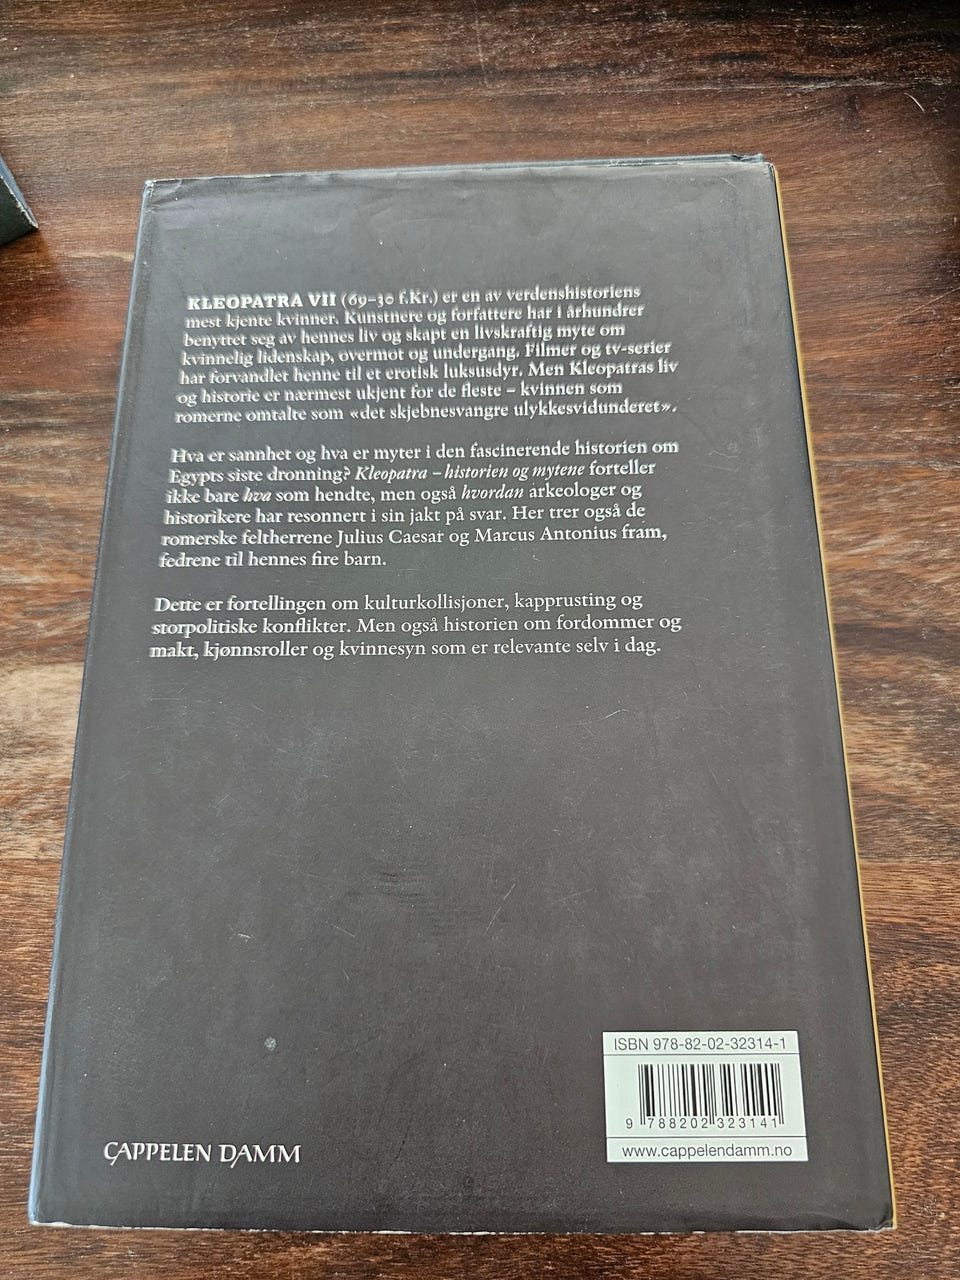 KLEOPATRA VII (69–30 f.Kr.) er en av verdenshistoriens
mest kjente kvinner. Kunstnere og forfattere har i århundrer
benyttet seg av hennes liv og skapt en livskraftig myte om
kvinnelig lidenskap, overmot og undergang. Filmer og tv-serier
har forvandlet henne til et erotisk luksusdyr. Men Kleopatras liv
og historie er nærmest ukjent for de fleste – kvinnen som
romerne omtalte som «det skjebnesvangre ulykkesvidunderet».
Hva er sannhet og hva er myter i den fascinerende historien om
Egypts siste dronning? Kleopatra – historien og mytene forteller
ikke bare hva som hendte, men også hvordan arkeologer og
historikere har resonnert i sin jakt på svar. Her trer også de
romerske feltherrene Julius Caesar og Marcus Antonius fram,
fedrene til hennes fire barn.
Dette er fortellingen om kulturkollisjoner, kapprusting og
storpolitiske konflikter. Men også historien om fordommer og
makt, kjønnsroller og kvinnesyn som er relevante selv i dag.
ISBN 978-82-02-32314-1
9 788202 323141
www.cappelendamm.no
CAPPELEN DAMM